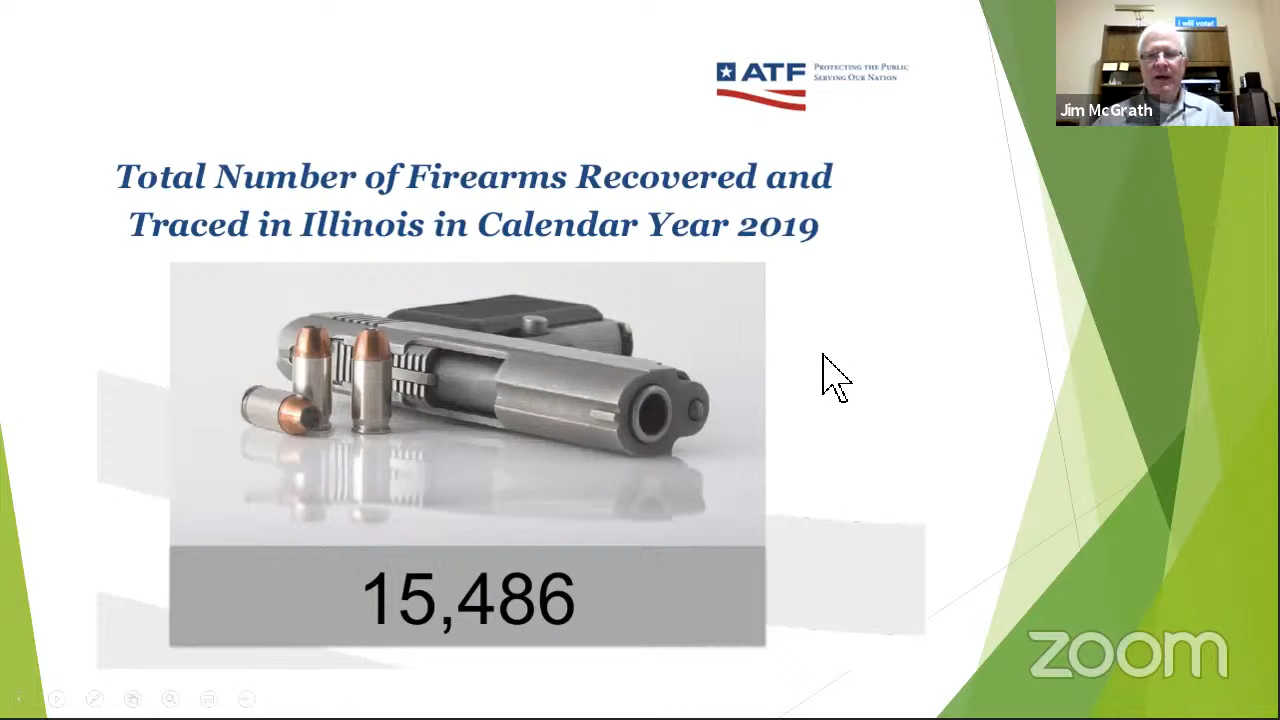 I will vote!
ATF
PROTECTING THE PUBLIC
SERVING OUR NATION
Jim McGrath
Total Number of Firearms Recovered and
Traced in Illinois in Calendar Year 2019
15,486
zoom